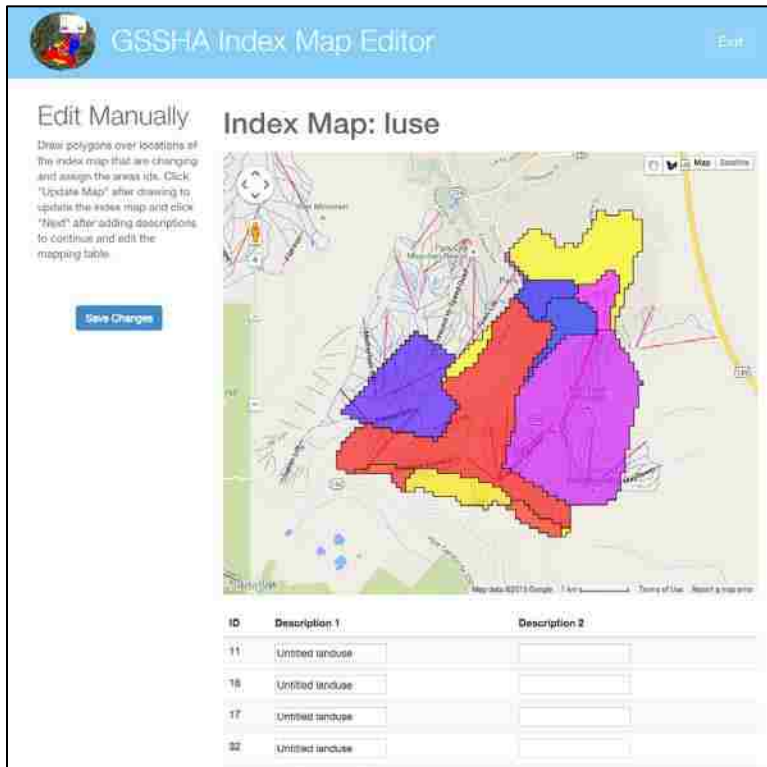 GSSHA Index Map Editor
Exit
Edit Manually
Draw polygons over locations of
the index map that are changing
and assign the areas ids. Click
"Update Map" after drawing to
update the index map and click
"Next" after adding descriptions
to continue and edit the
mapping table.
Save Changes
Index Map: luse
Map Satellite
Map data ©2015 Google 1 km Terms of Use Report a map error
ID Description 1 Description 2
11 Untitled landuse
16 Untitled landuse
17 Untitled landuse
32 Untitled landuse